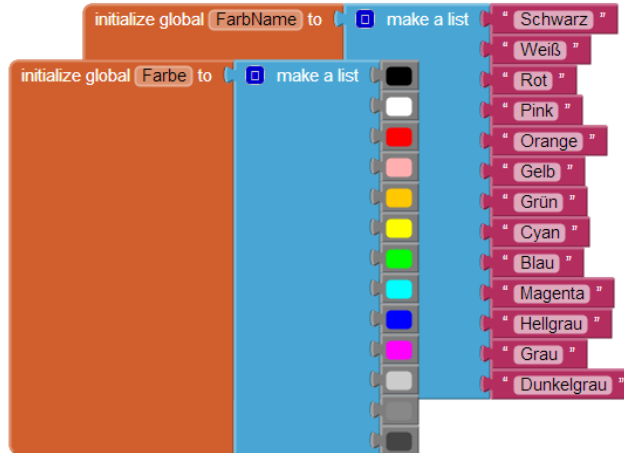 initialize global FarbName to make a list " Schwarz "
" Weiß "
initialize global Farbe to make a list " Rot "
" Pink "
" Orange "
" Gelb "
" Grün "
" Cyan "
" Blau "
" Magenta "
" Hellgrau "
" Grau "
" Dunkelgrau "